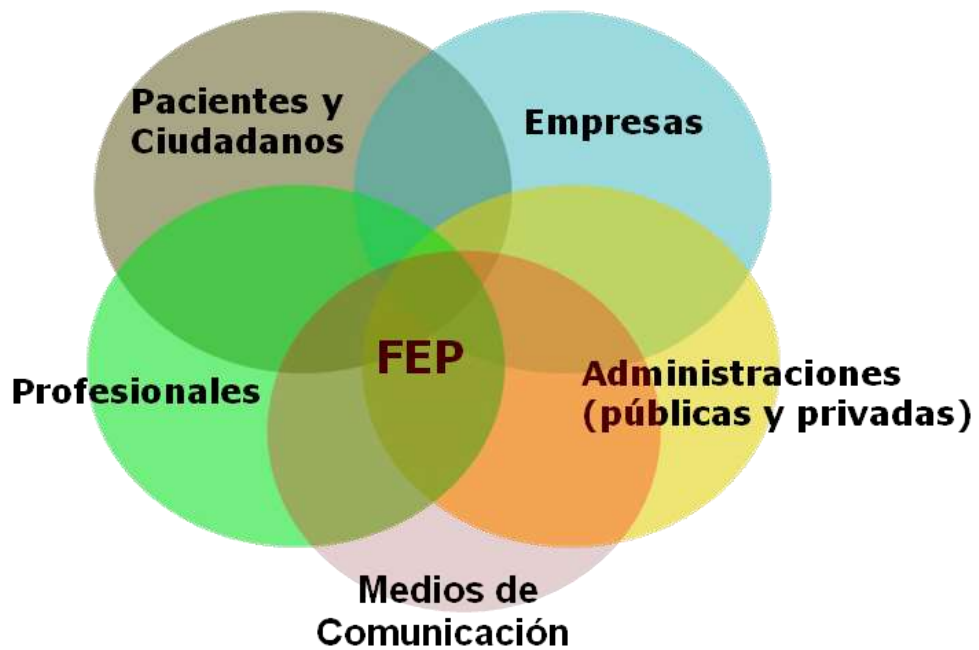 Pacientes y
Ciudadanos
Empresas
FEP
Profesionales
Administraciones
(públicas y privadas)
Medios de
Comunicación